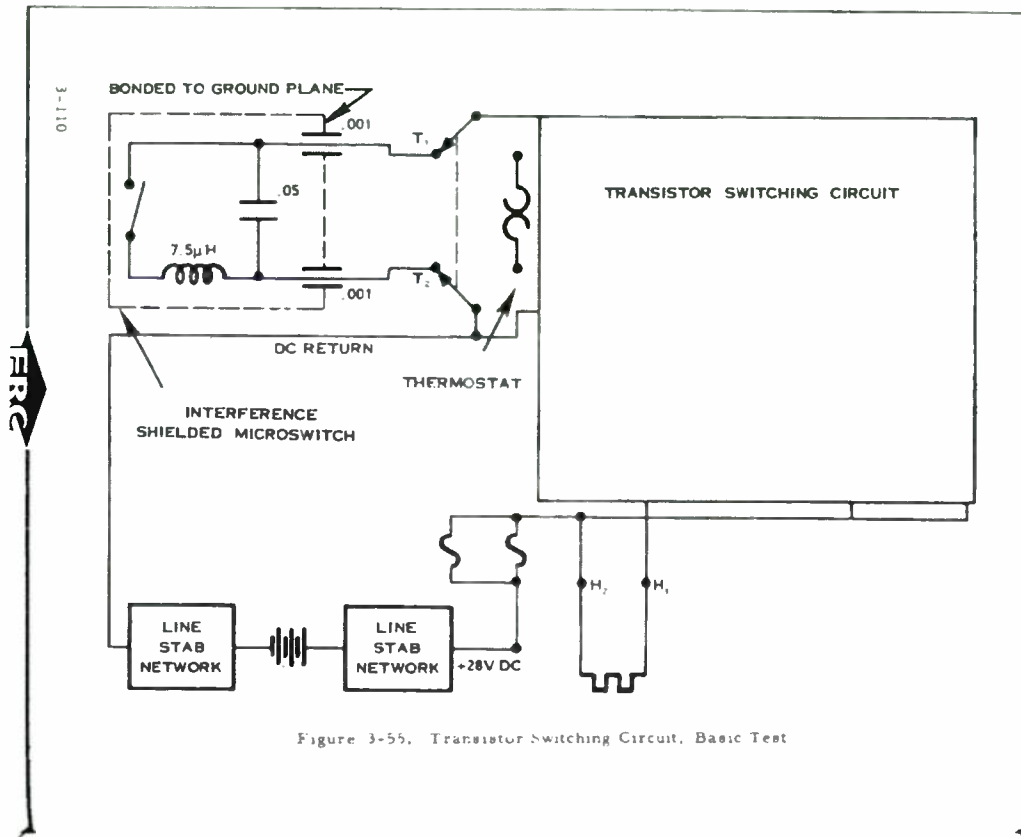 3-110
BONDED TO GROUND PLANE
.001
T₁
.05
TRANSISTOR SWITCHING CIRCUIT
7.5μH
T₂
.001
DC RETURN
THERMOSTAT
INTERFERENCE
SHIELDED MICROSWITCH
FRC
H₂
H₁
LINE
STAB
NETWORK
LINE
STAB
NETWORK
+28V DC
Figure 3-55. Transistor Switching Circuit, Basic Test